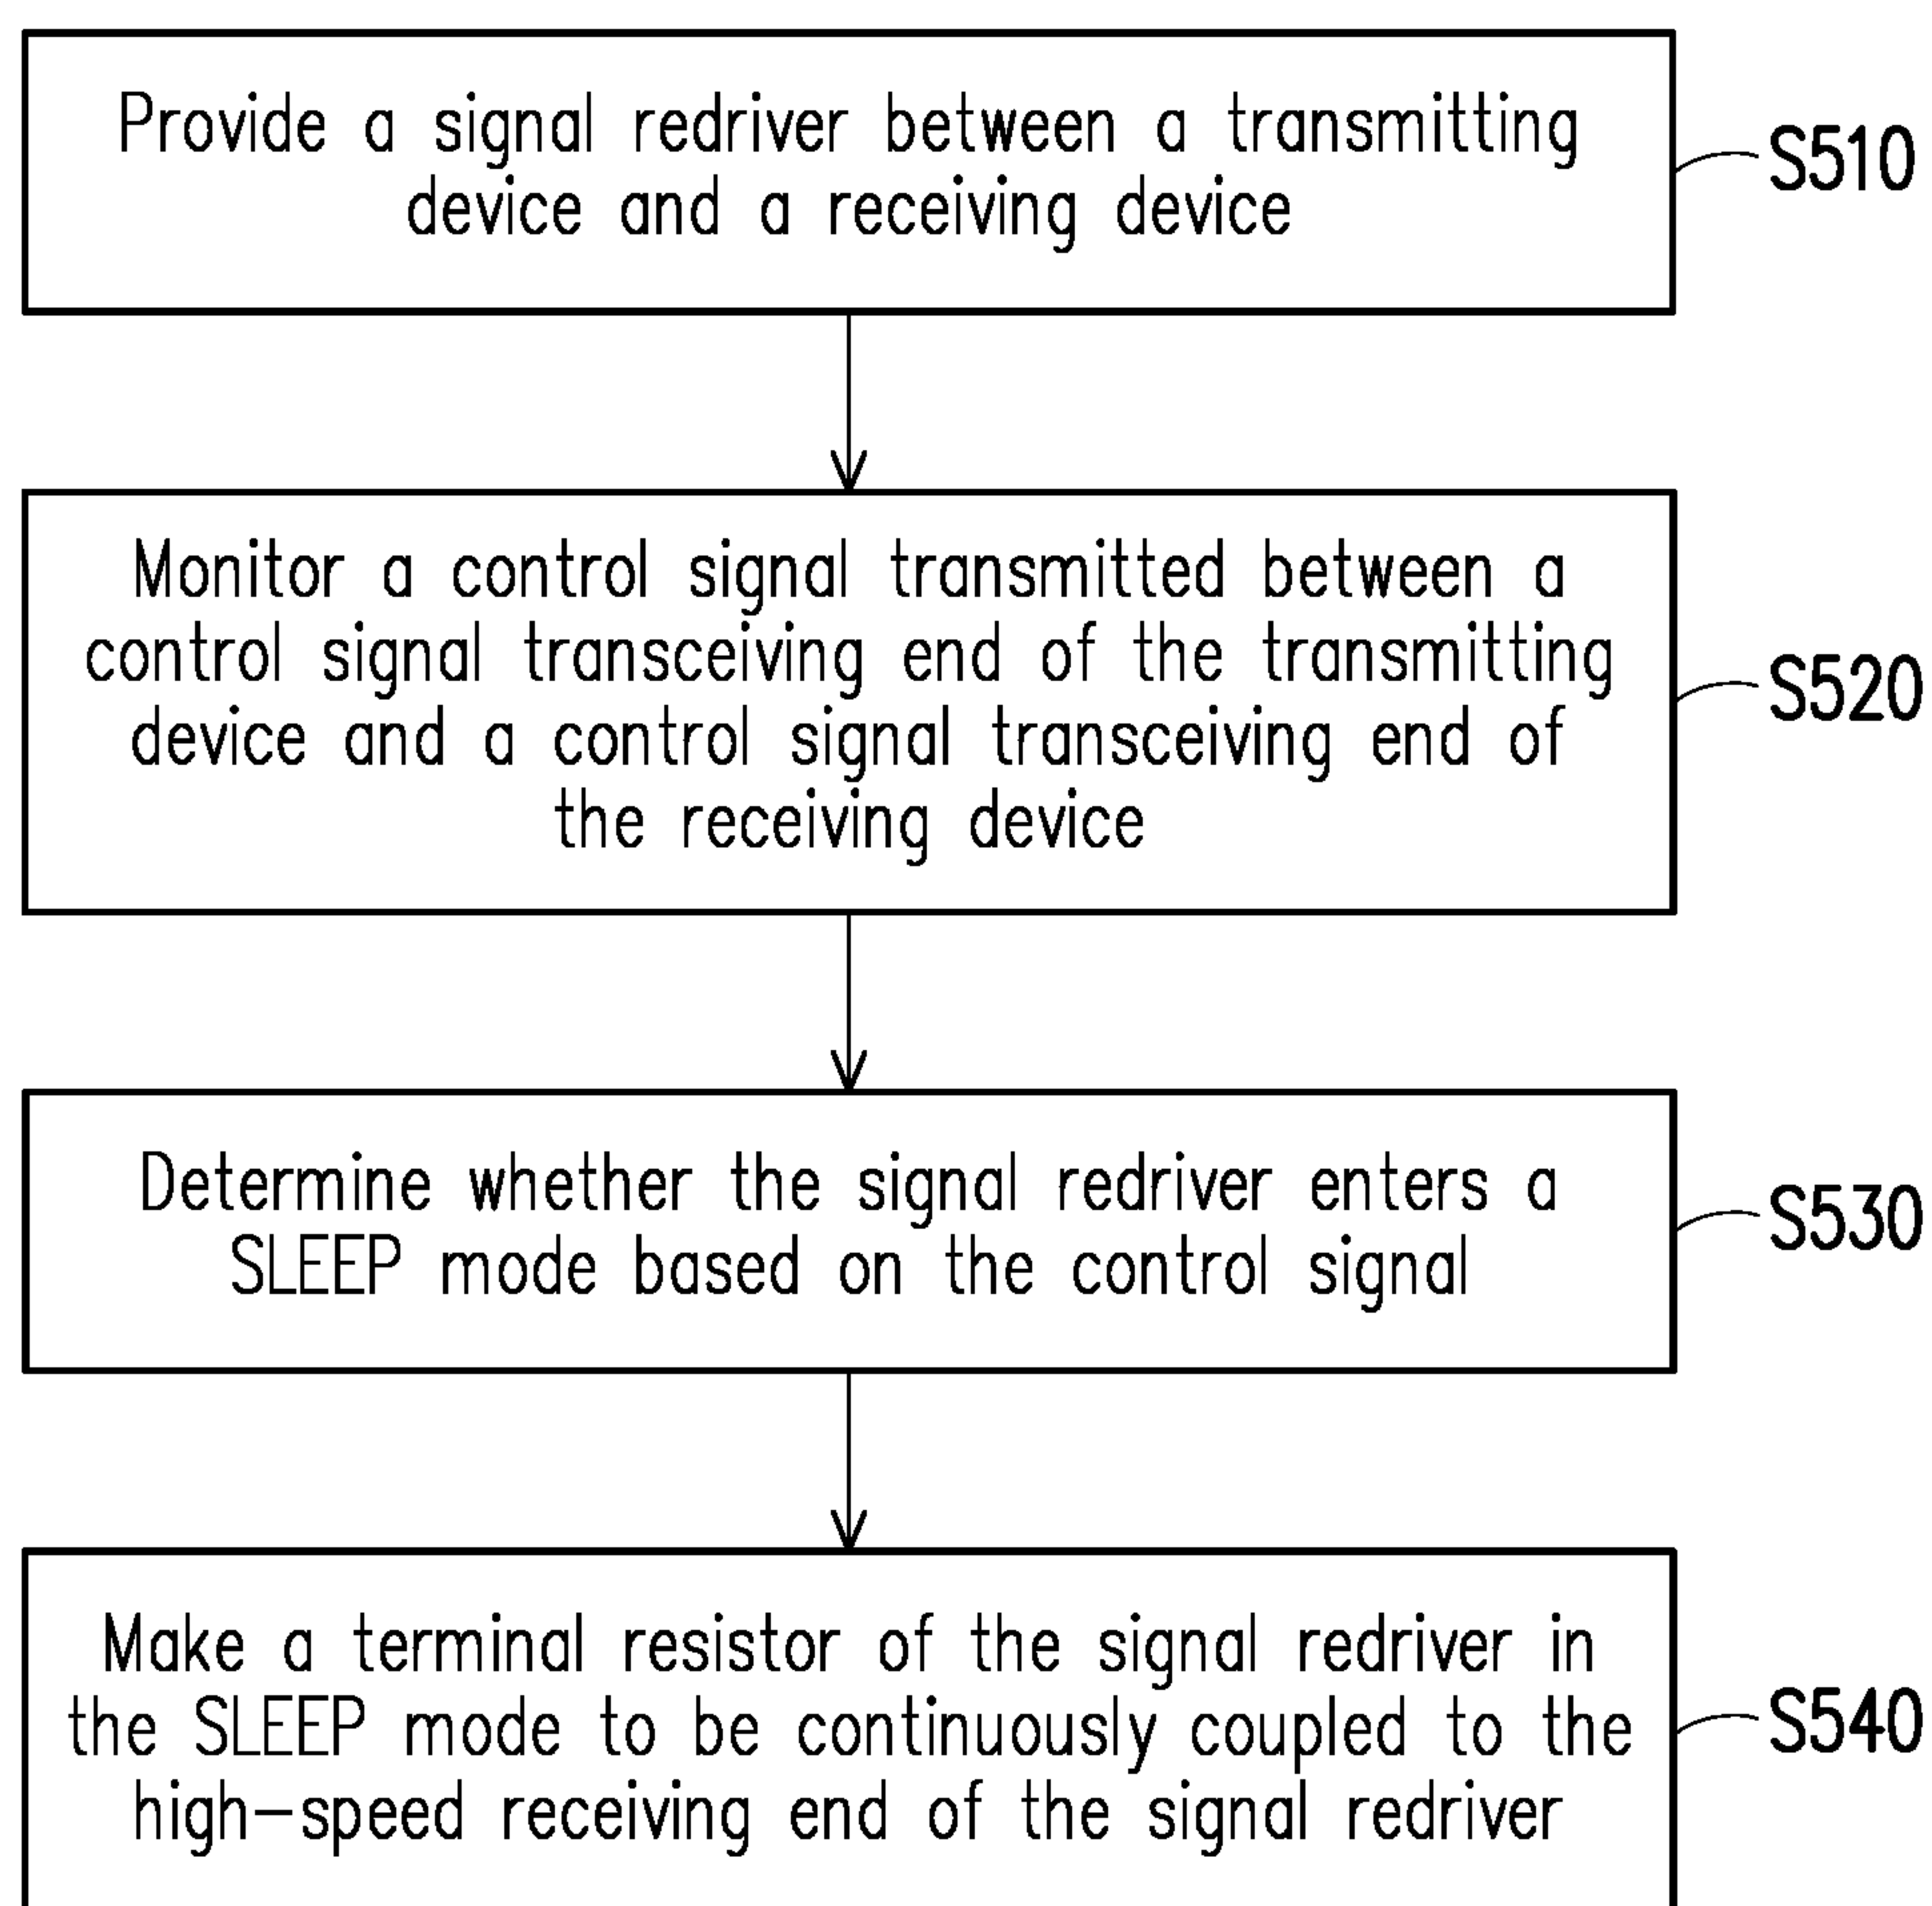 Provide a signal redriver between a transmitting
device and a receiving device
S510
Monitor a control signal transmitted between a
control signal transceiving end of the transmitting
device and a control signal transceiving end of
the receiving device
S520
Determine whether the signal redriver enters a
SLEEP mode based on the control signal
S530
Make a terminal resistor of the signal redriver in
the SLEEP mode to be continuously coupled to the
high-speed receiving end of the signal redriver
S540